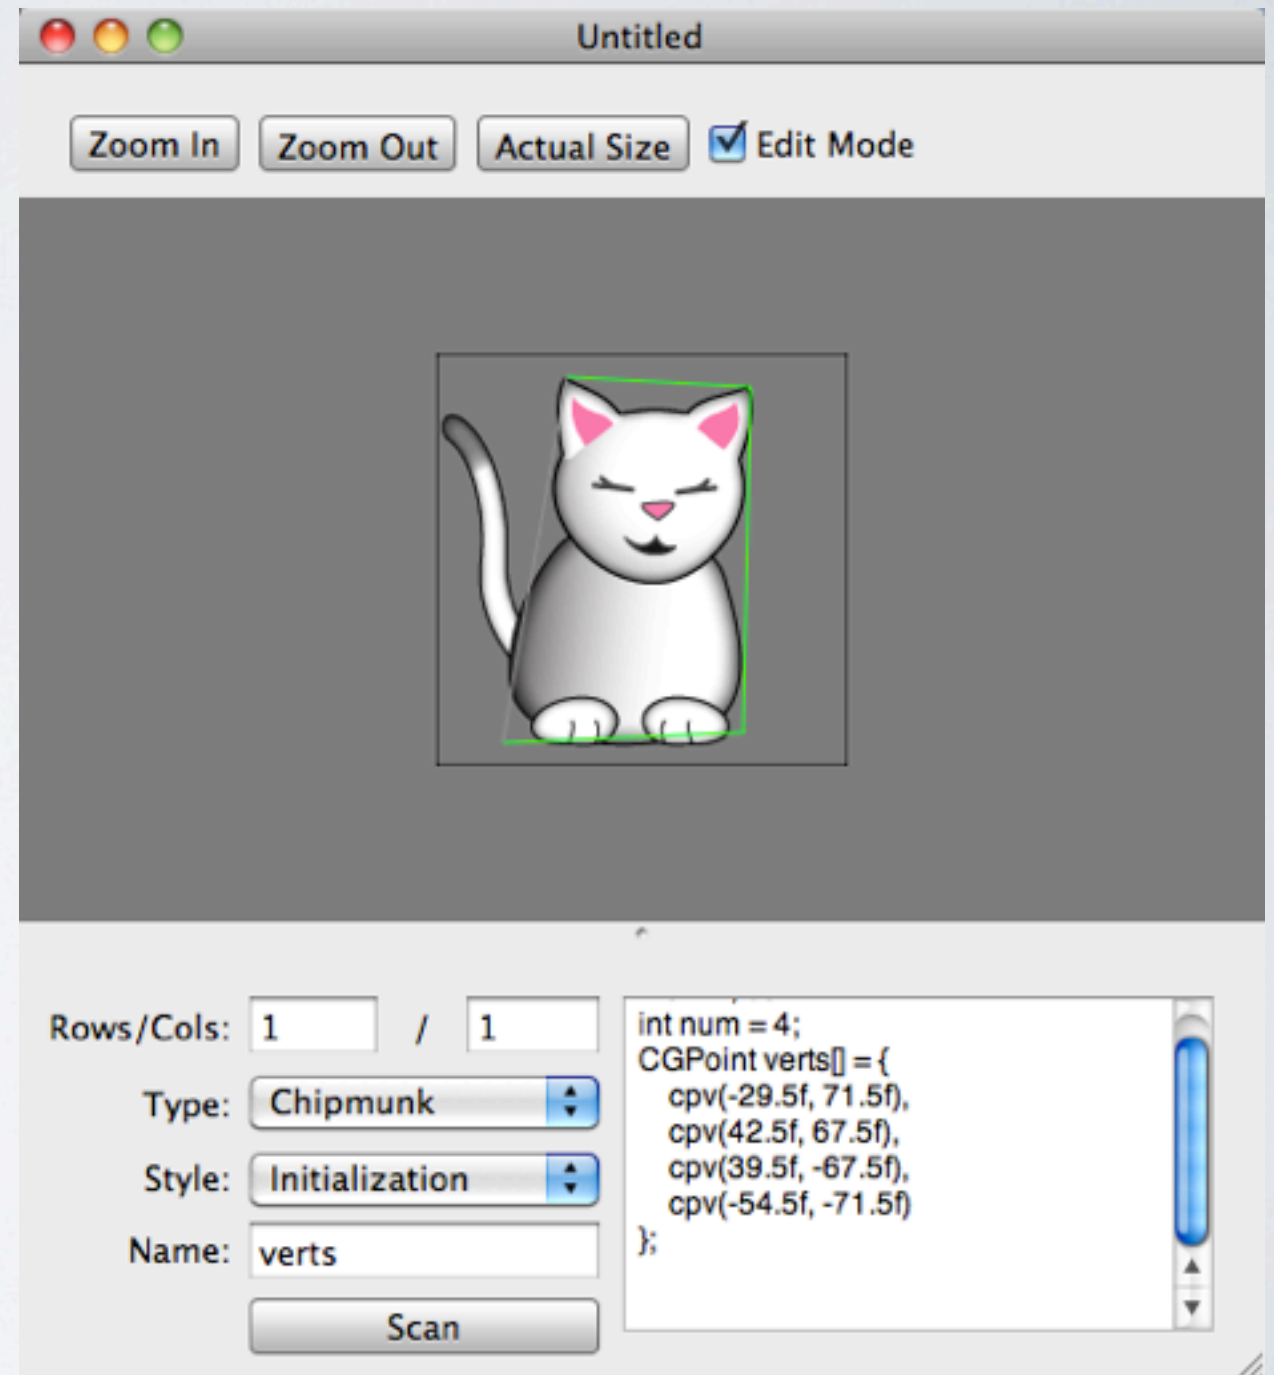 Untitled
Zoom In Zoom Out Actual Size Edit Mode
Rows/Cols: 1 / 1
Type: Chipmunk
Style: Initialization
Name: verts
Scan
int num = 4;
CGPoint verts[] = {
cpv(-29.5f, 71.5f),
cpv(42.5f, 67.5f),
cpv(39.5f, -67.5f),
cpv(-54.5f, -71.5f)
};